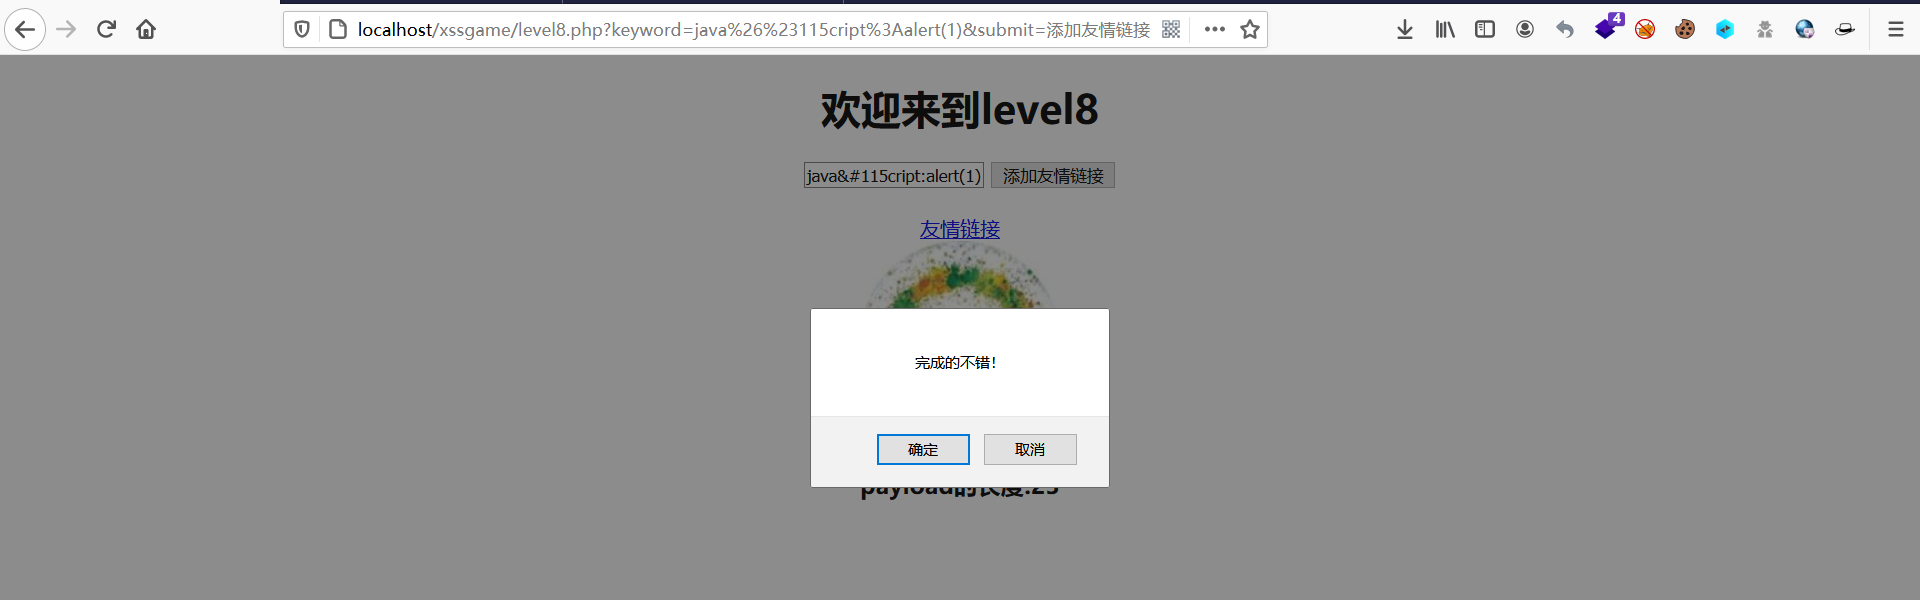 localhost/xssgame/level8.php?keyword=java%26%23115cript%3Aalert(1)&submit=添加友情链接
4
欢迎来到level8
java&#115cript:alert(1) 添加友情链接
友情链接
完成的不错!
确定 取消
payload的长度:23